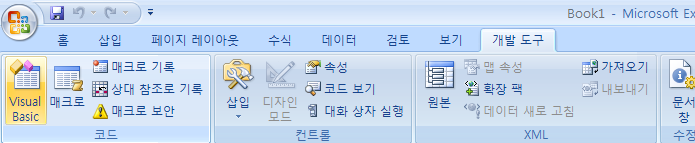 Book1 - Microsoft Ex
홈 삽입 페이지 레이아웃 수식 데이터 검토 보기 개발 도구
Visual
Basic
매크로
매크로 기록
상대 참조로 기록
매크로 보안
코드
삽입
디자인
모드
속성
코드 보기
대화 상자 실행
컨트롤
원본
맵 속성
확장 팩
데이터 새로 고침
가져오기
내보내기
XML
문서
창
수정